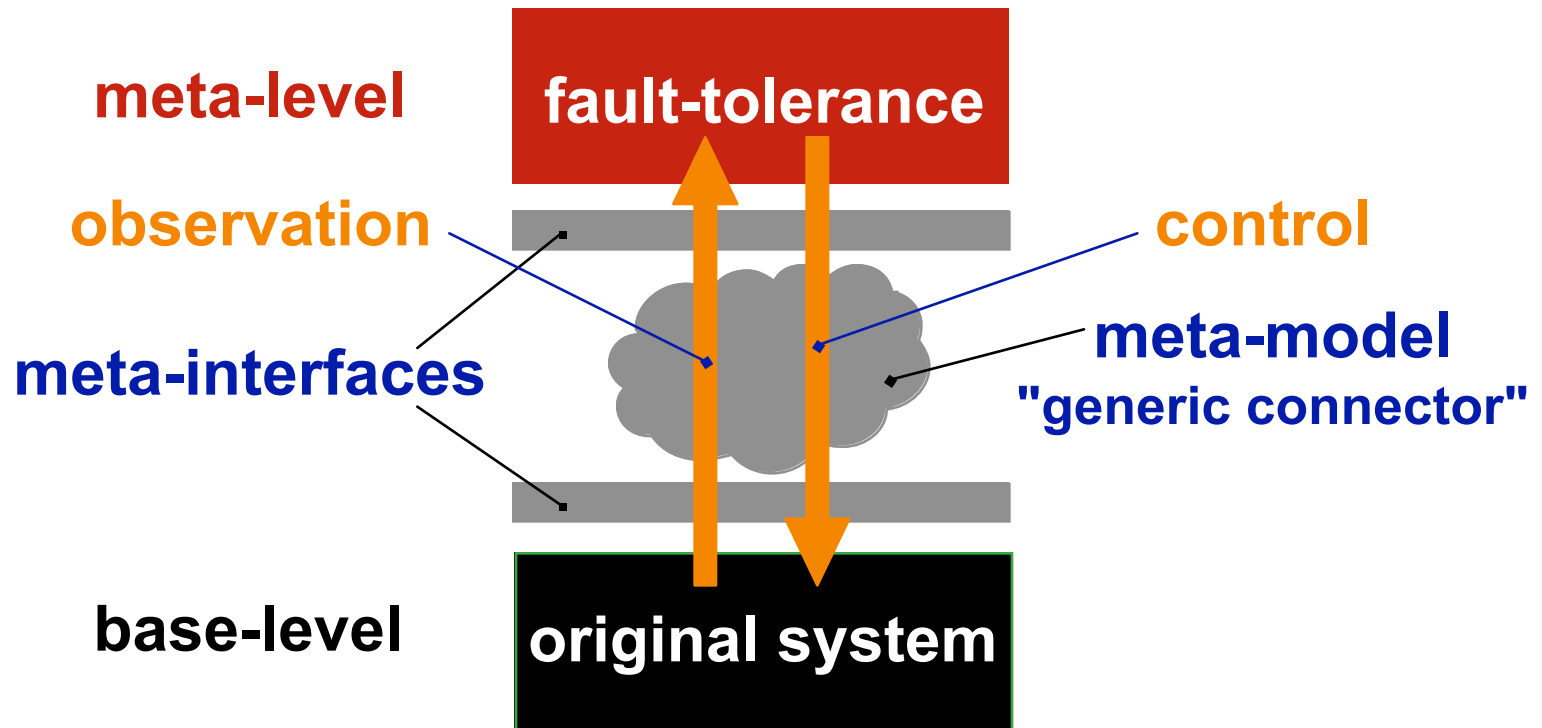 meta-level
fault-tolerance
observation
control
meta-interfaces
meta-model
"generic connector"
base-level
original system